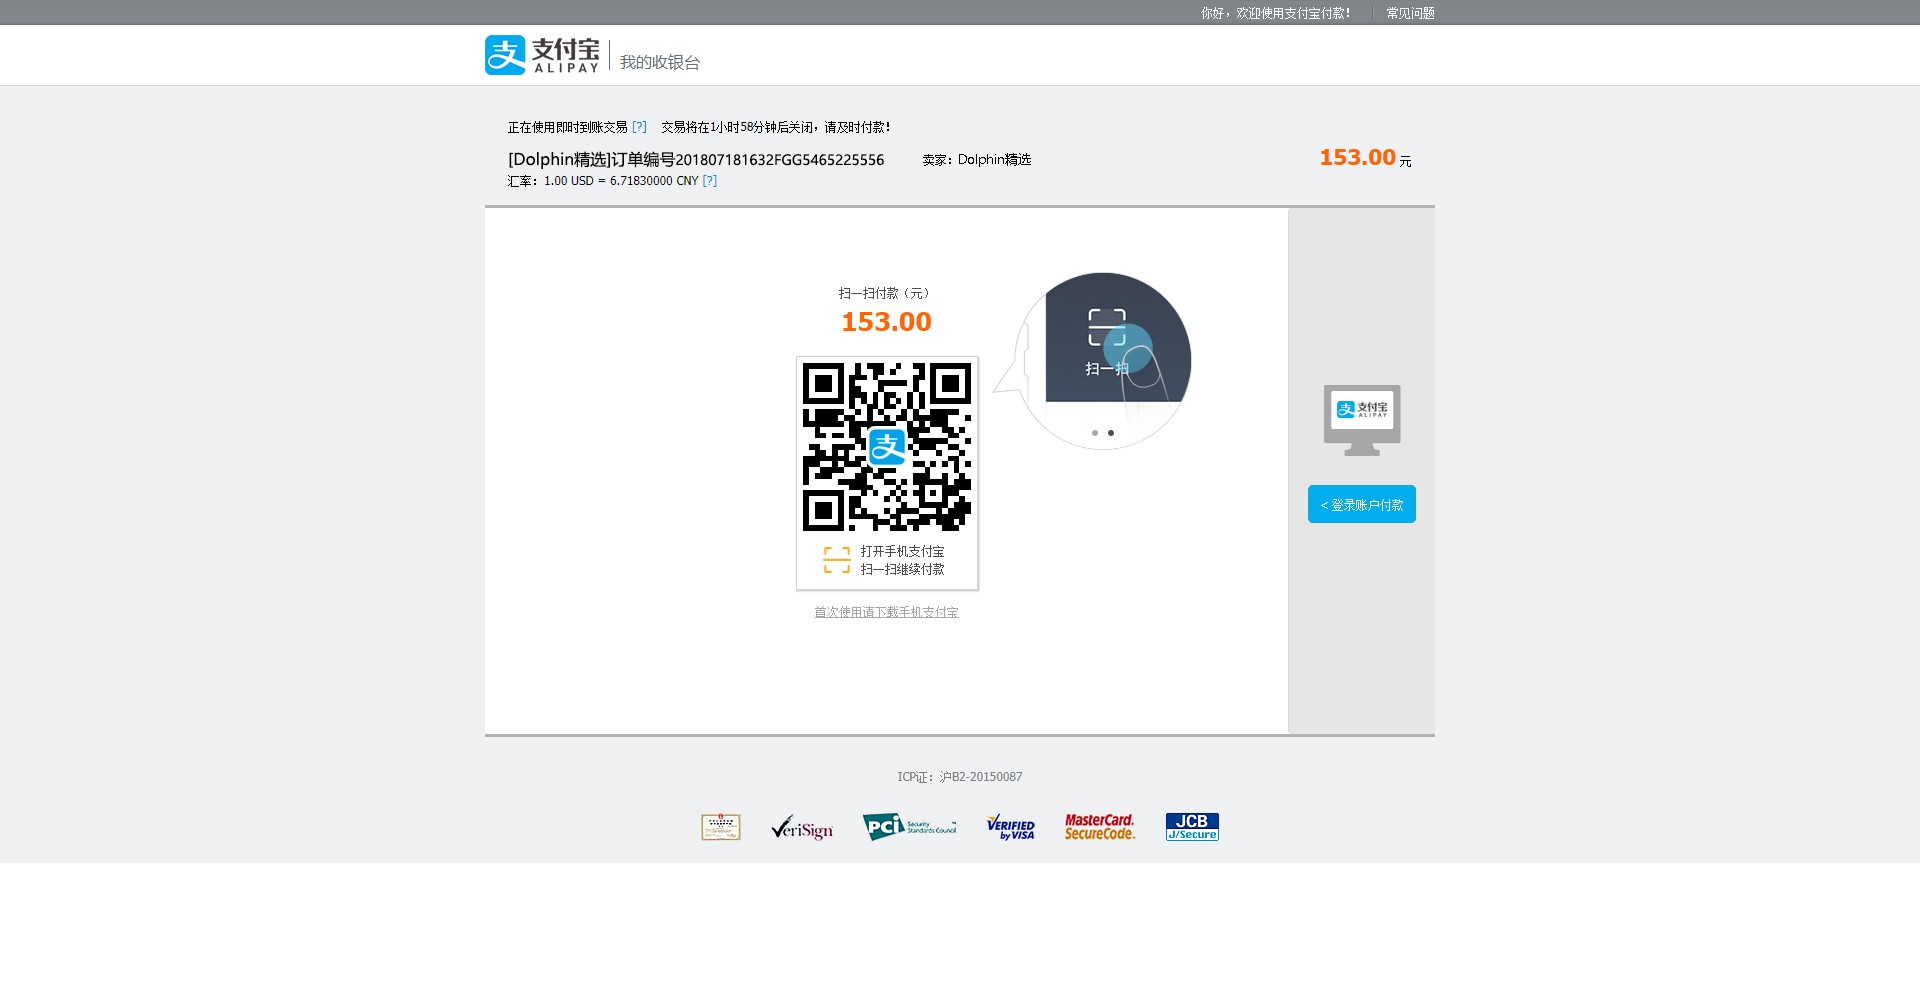 你好，欢迎使用支付宝付款！ 常见问题
支付宝 ALIPAY 我的收银台
正在使用即时到账交易 [?] 交易将在1小时58分钟后关闭，请及时付款！
[Dolphin精选]订单编号201807181632FGG5465225556 卖家：Dolphin精选 153.00 元
汇率：1.00 USD = 6.71830000 CNY [?]
扫一扫付款（元）
153.00
扫一扫
支
支付宝
ALIPAY
< 登录账户付款
打开手机支付宝
扫一扫继续付款
首次使用请下载手机支付宝
ICP证：沪B2-20150087
VeriSign
PCI Security Standards Council
VERIFIED by VISA
MasterCard. SecureCode.
JCB J/Secure